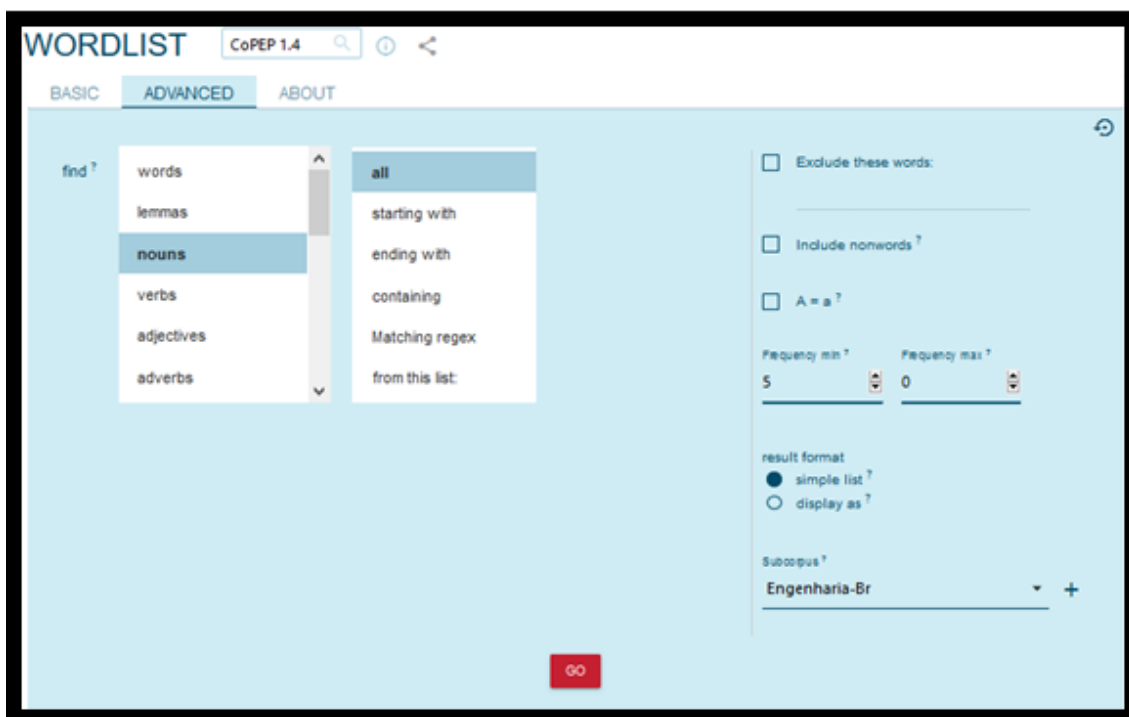 WORDLIST CoPEP 1.4
BASIC ADVANCED ABOUT
find ?
words
lemmas
nouns
verbs
adjectives
adverbs
all
starting with
ending with
containing
Matching regex
from this list:
Exclude these words:
Include nonwords ?
A = a ?
Frequency min ? Frequency max ?
5 0
result format
simple list ?
display as ?
Subcorpus ?
Engenharia-Br +
GO